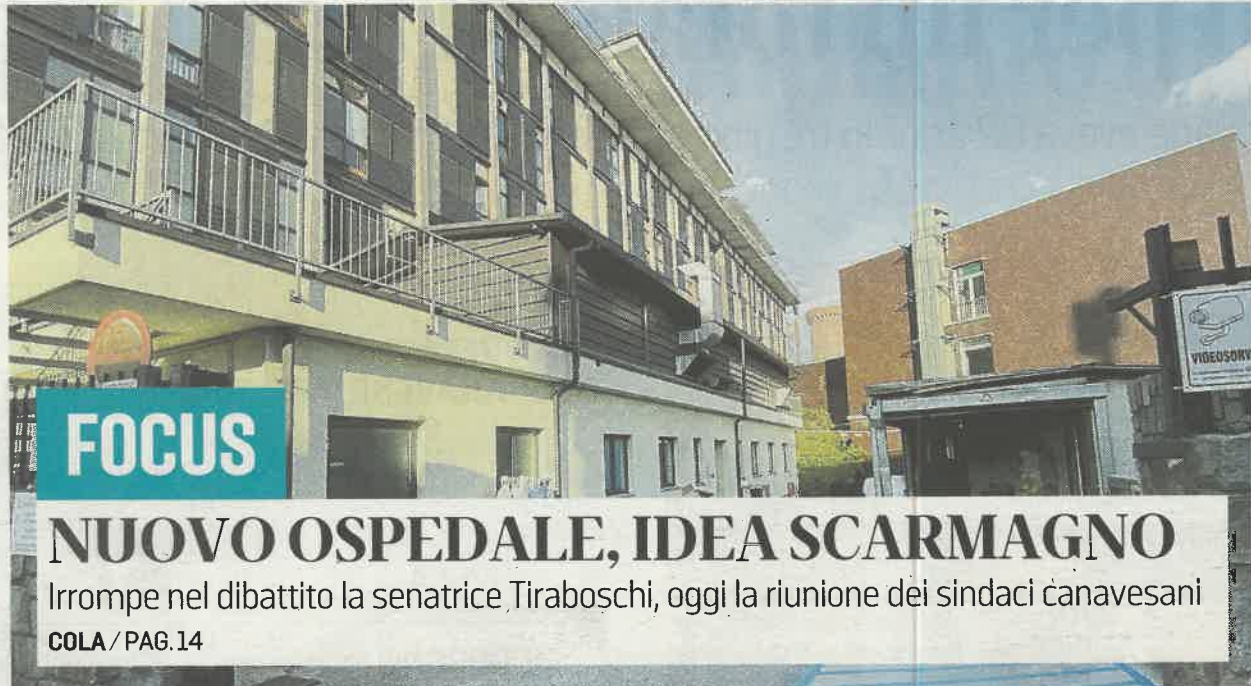 VIDEOSORV
FOCUS
NUOVO OSPEDALE, IDEA SCARMAGNO
Irrompe nel dibattito la senatrice Tiraboschi, oggi la riunione dei sindaci canavesani
COLA / PAG.14